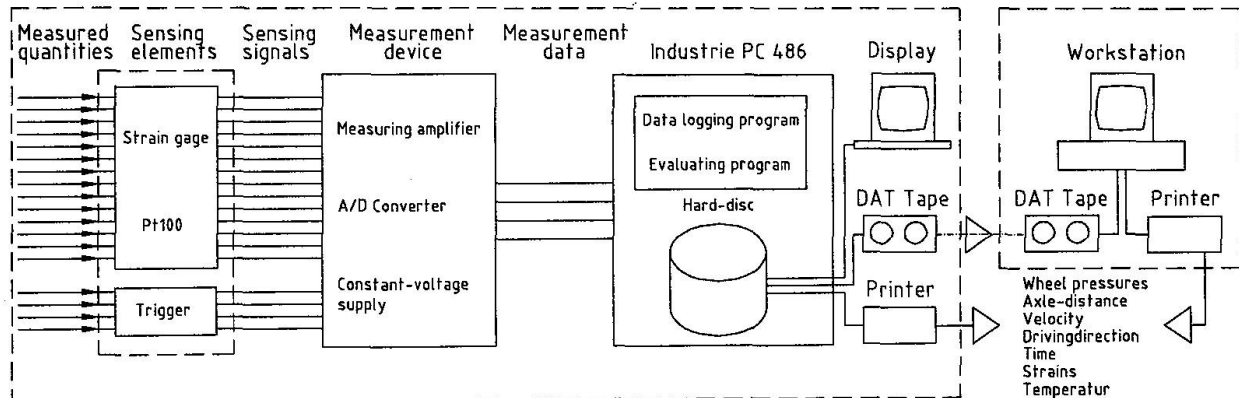 Measured
quantities
Sensing
elements
Sensing
signals
Measurement
device
Measurement
data
Industrie PC 486
Display
Workstation
Strain gage
Pt100
Trigger
Measuring amplifier
A/D Converter
Constant-voltage
supply
Data logging program
Evaluating program
Hard-disc
DAT Tape
Printer
DAT Tape
Printer
Wheel pressures
Axle-distance
Velocity
Drivingdirection
Time
Strains
Temperatur